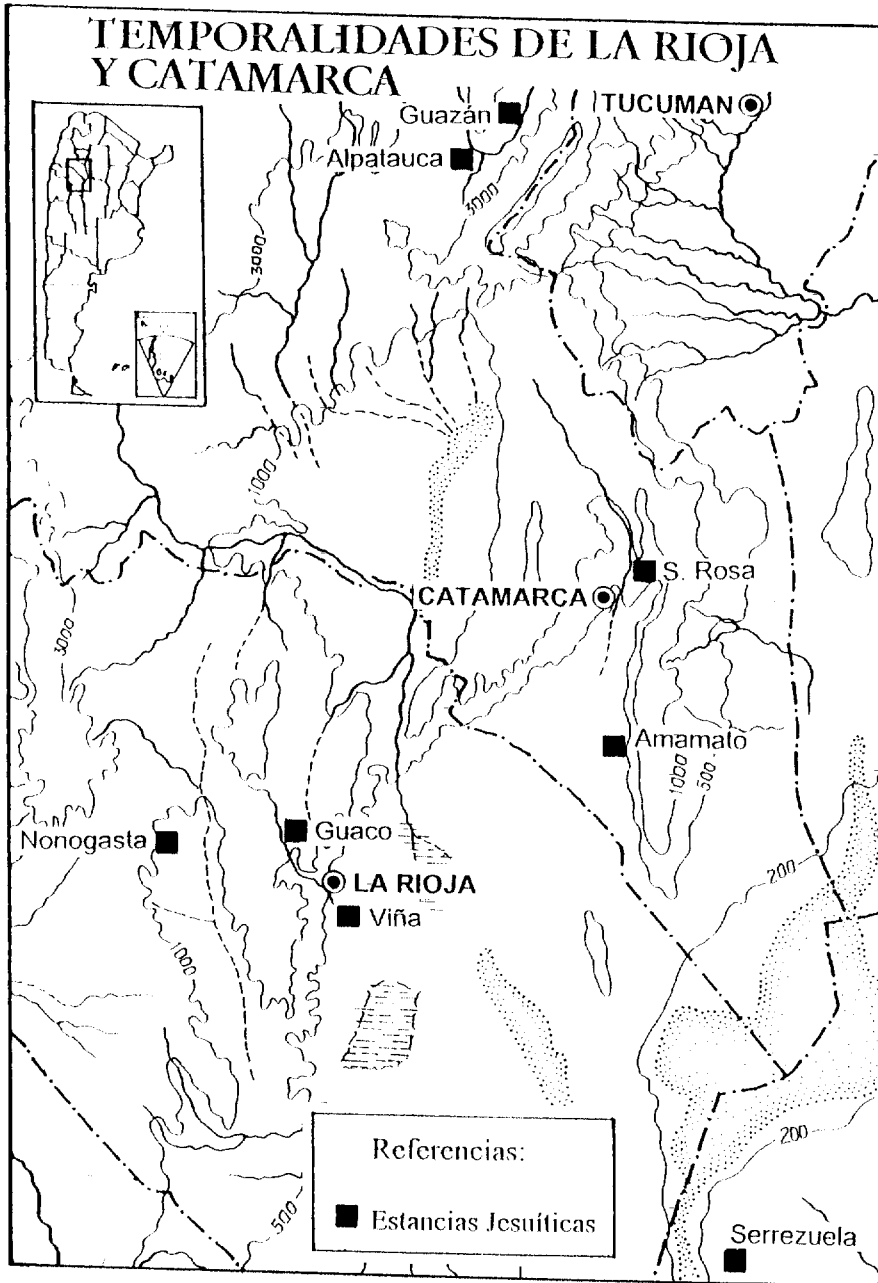 TEMPORALIDADES DE LA RIOJA
Y CATAMARCA
Guazán
TUCUMAN
Alpatauca
3000
3000
1000
S. Rosa
CATAMARCA
3000
Amamato
1000
500
Nonogasta
Guaco
LA RIOJA
200
Viña
1000
200
500
Referencias:
Estancias Jesuíticas
Serrezuela